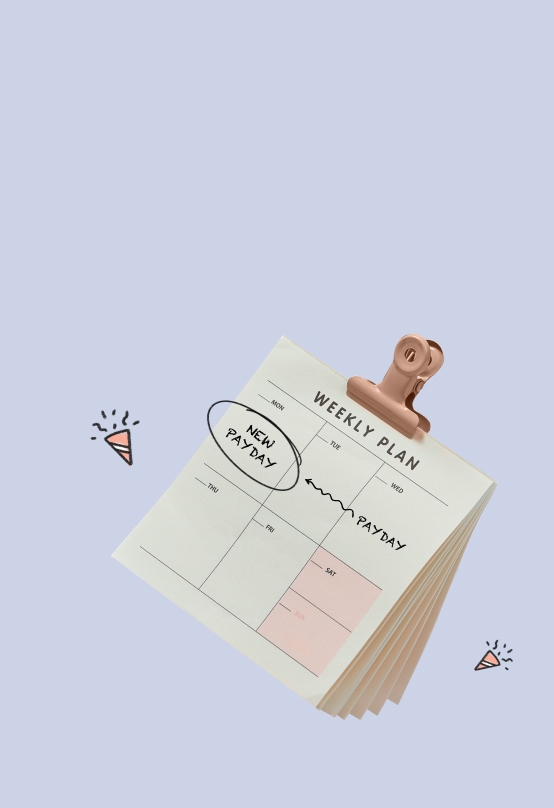 WEEKLY PLAN
MON
TUE
WED
NEW
PAYDAY
PAYDAY
THU
FRI
SAT
SUN